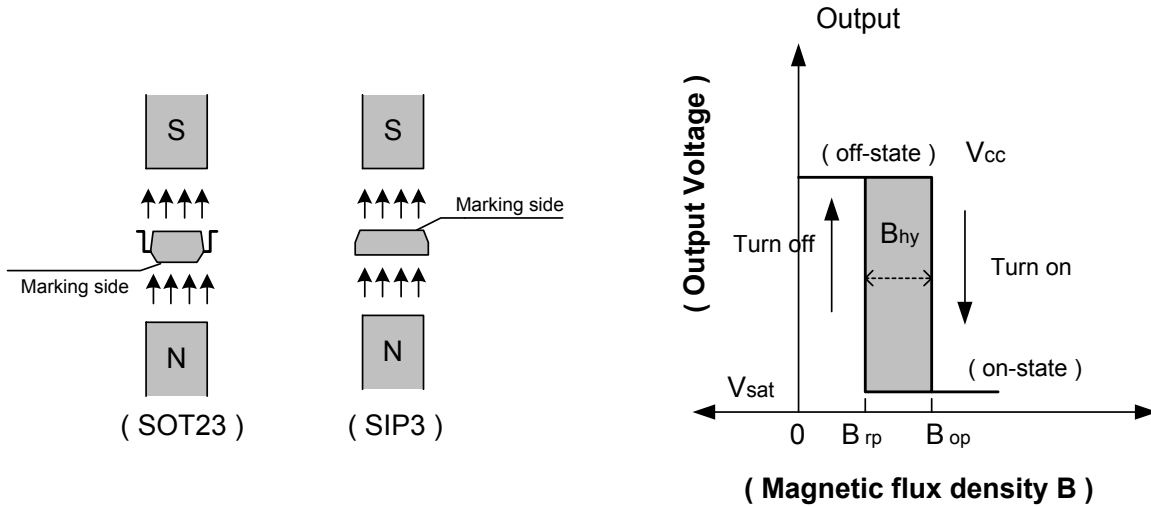 S
Marking side
N
( SOT23 )
S
Marking side
N
( SIP3 )
Output
( Output Voltage )
( off-state )
Vcc
Turn off
Bhy
Turn on
( on-state )
Vsat
0
B rp
B op
( Magnetic flux density B )